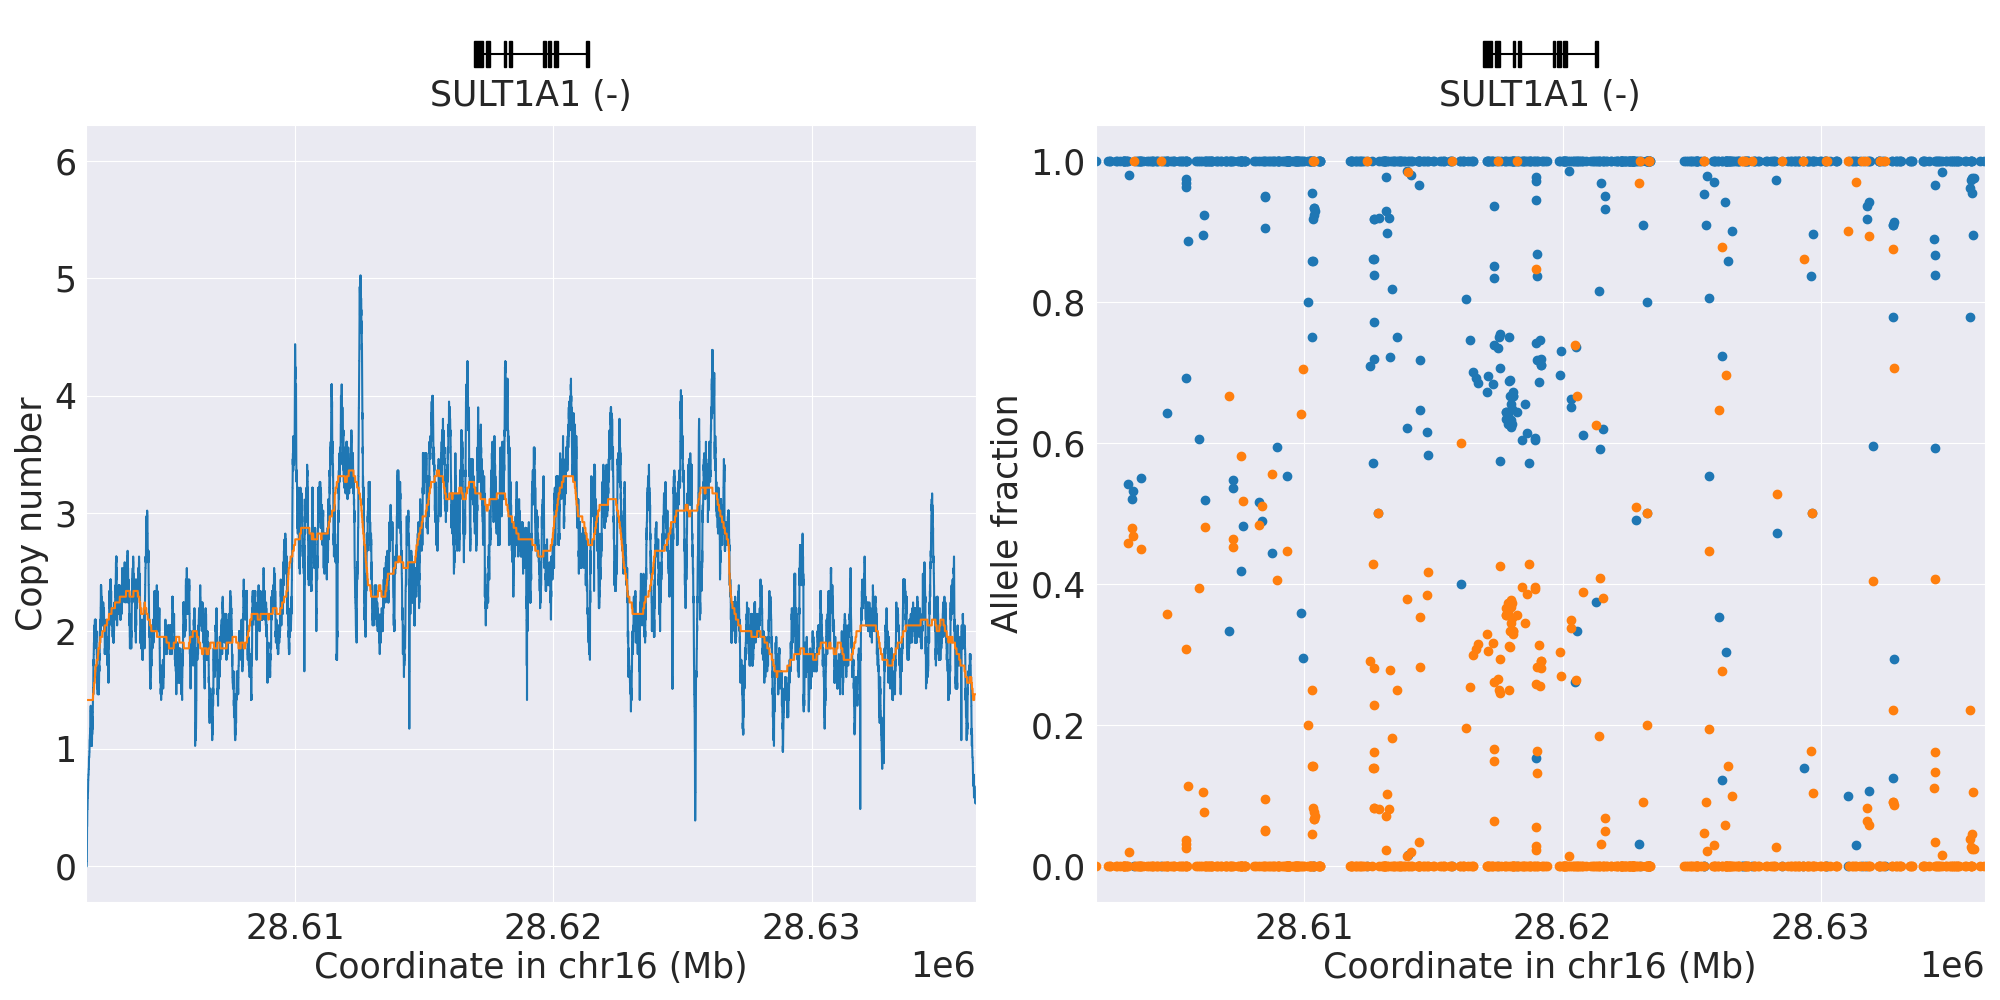 SULT1A1 (-)
Copy number
6
5
4
3
2
1
0
28.61
28.62
28.63
Coordinate in chr16 (Mb)
1e6
SULT1A1 (-)
Allele fraction
1.0
0.8
0.6
0.4
0.2
0.0
28.61
28.62
28.63
Coordinate in chr16 (Mb)
1e6